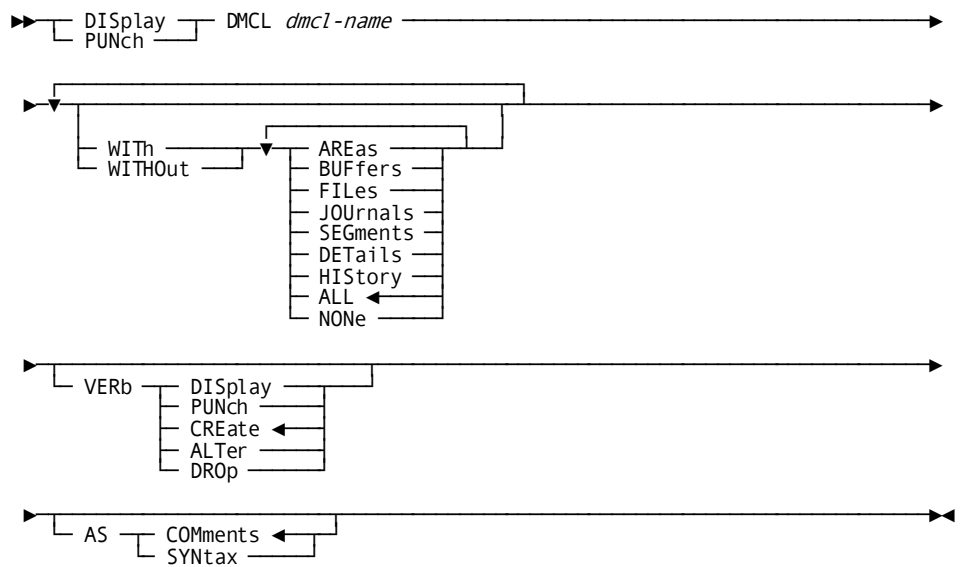 DISplay DMCL dmcl-name
PUNch
WITh AREas
WITHOut BUFfers
FILes
JOUrnals
SEGments
DETails
HIStory
ALL
NONe
VERb DISplay
PUNch
CREate
ALTer
DROp
AS COMments
SYNtax